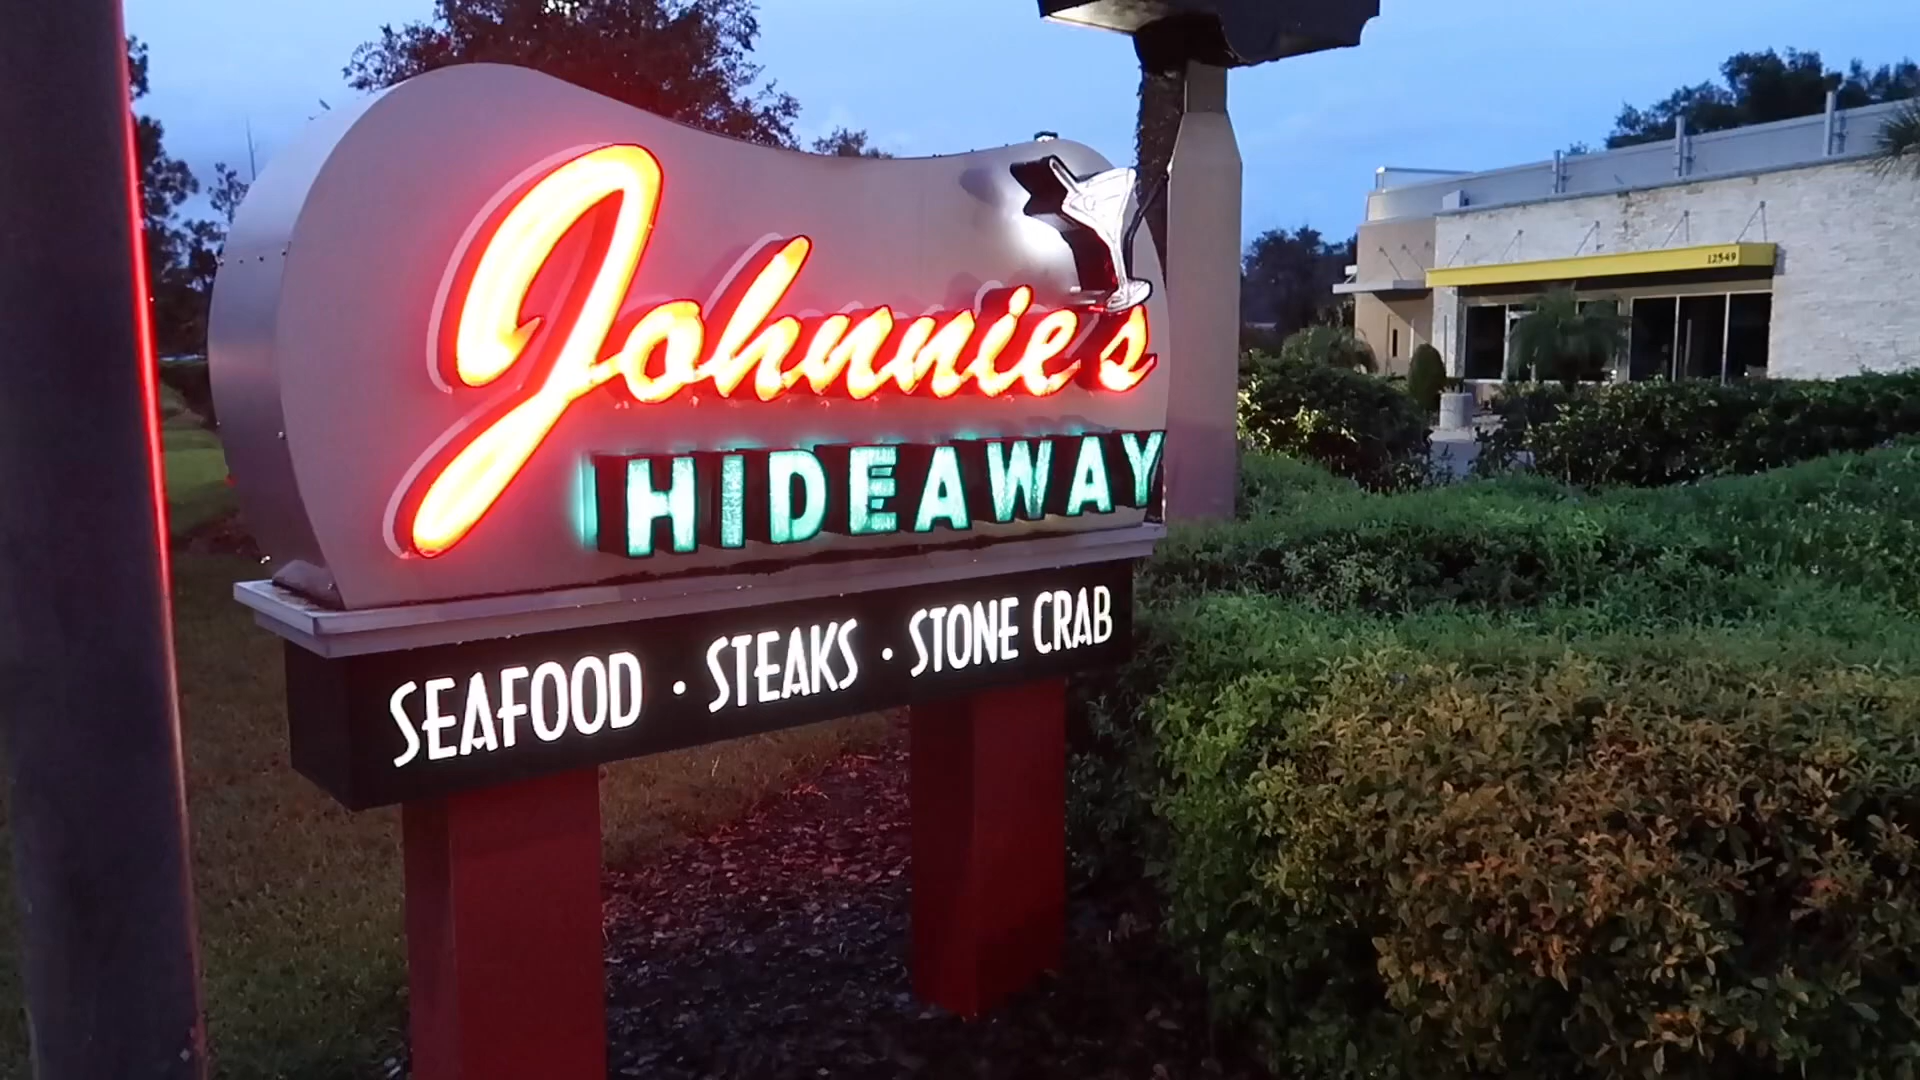 Johnnie's
HIDEAWAY
SEAFOOD · STEAKS · STONE CRAB
12549